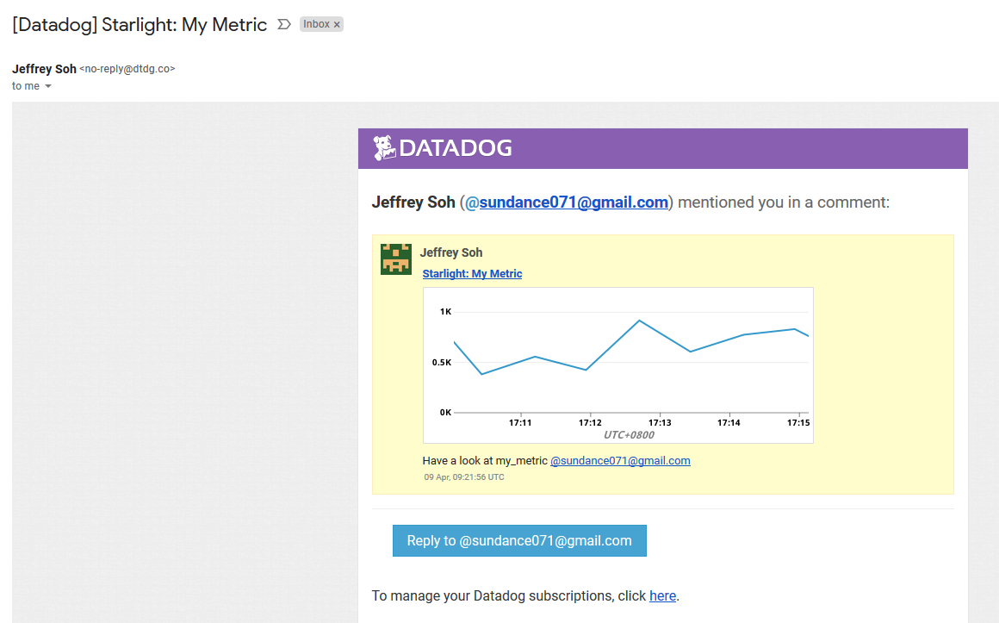 [Datadog] Starlight: My Metric Inbox ×
Jeffrey Soh <no-reply@dtdg.co>
to me
DATADOG
Jeffrey Soh (@sundance071@gmail.com) mentioned you in a comment:
Jeffrey Soh
Starlight: My Metric
1K
0.5K
0K
17:11 17:12 17:13 17:14 17:15
UTC+0800
Have a look at my_metric @sundance071@gmail.com
09 Apr, 09:21:56 UTC
Reply to @sundance071@gmail.com
To manage your Datadog subscriptions, click here.